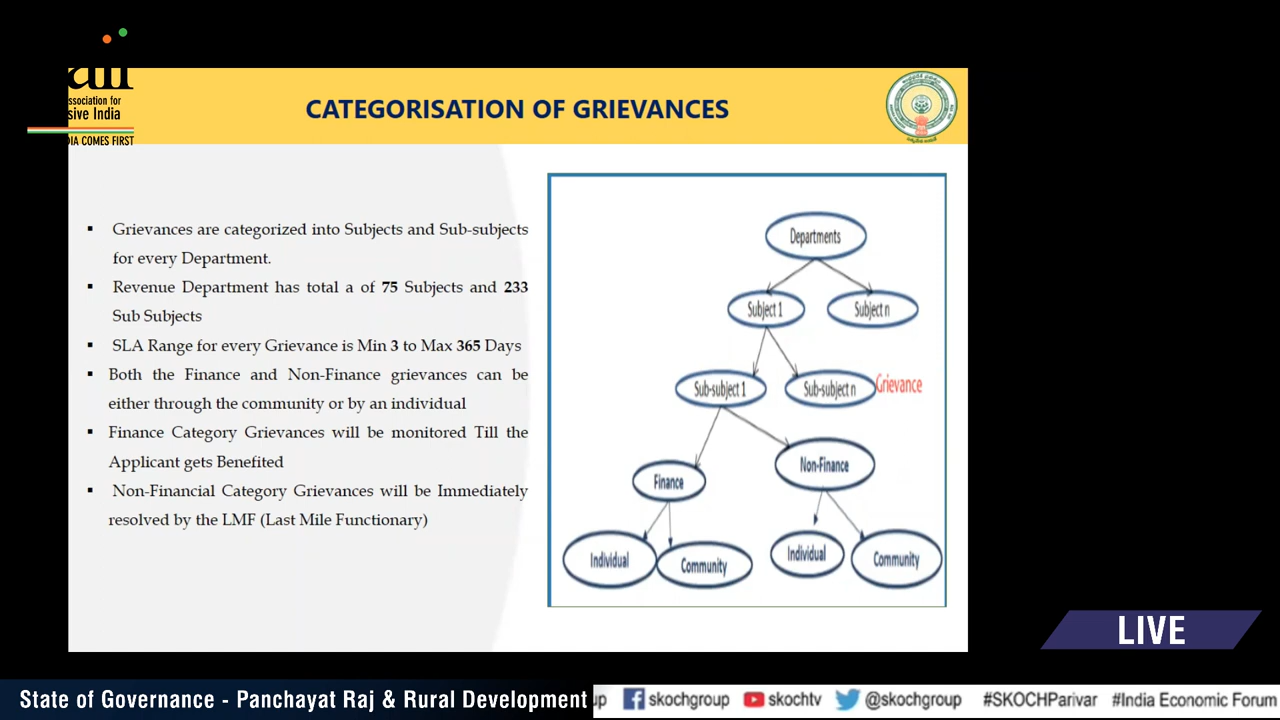 ssociation for
sive India
DIA COMES FIRST
CATEGORISATION OF GRIEVANCES
▪ Grievances are categorized into Subjects and Sub-subjects
for every Department.
▪ Revenue Department has total a of 75 Subjects and 233
Sub Subjects
▪ SLA Range for every Grievance is Min 3 to Max 365 Days
▪ Both the Finance and Non-Finance grievances can be
either through the community or by an individual
▪ Finance Category Grievances will be monitored Till the
Applicant gets Benefited
▪ Non-Financial Category Grievances will be Immediately
resolved by the LMF (Last Mile Functionary)
Departments
Subject 1
Subject n
Sub-subject 1
Sub-subject n
Grievance
Finance
Non-Finance
Individual
Community
Individual
Community
LIVE
State of Governance - Panchayat Raj & Rural Development
up skochgroup skochtv @skochgroup #SKOCHParivar #India Economic Forum